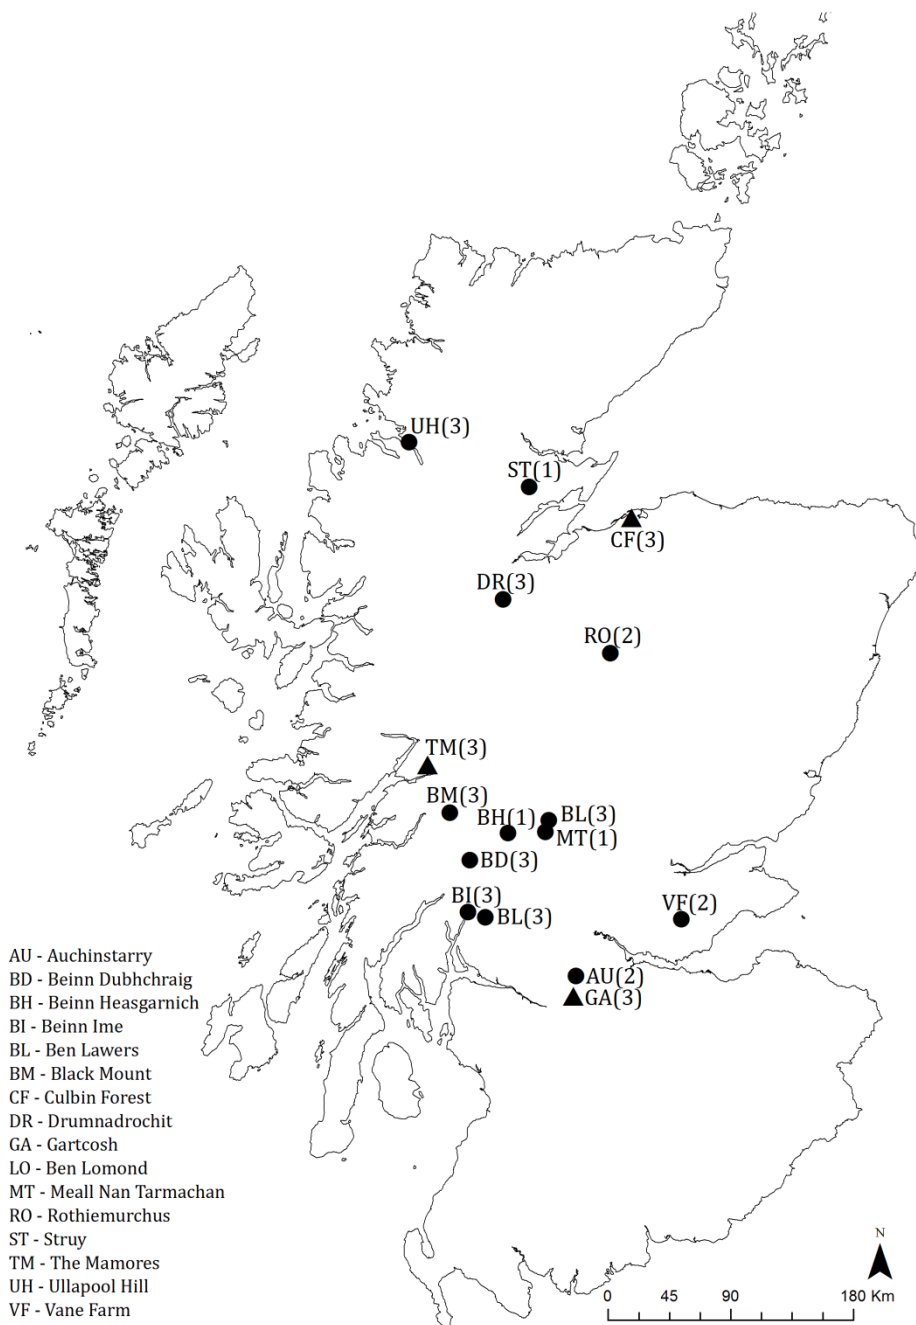 UH(3)
ST(1)
CF(3)
DR(3)
RO(2)
TM(3)
BM(3)
BH(1)
BL(3)
MT(1)
BD(3)
BI(3)
BL(3)
VF(2)
AU(2)
GA(3)
AU - Auchinstarry
BD - Beinn Dubhchraig
BH - Beinn Heasgarnich
BI - Beinn Ime
BL - Ben Lawers
BM - Black Mount
CF - Culbin Forest
DR - Drumnadrochit
GA - Gartcosh
LO - Ben Lomond
MT - Meall Nan Tarmachan
RO - Rothiemurchus
ST - Struy
TM - The Mamores
UH - Ullapool Hill
VF - Vane Farm
N
0 45 90 180 Km